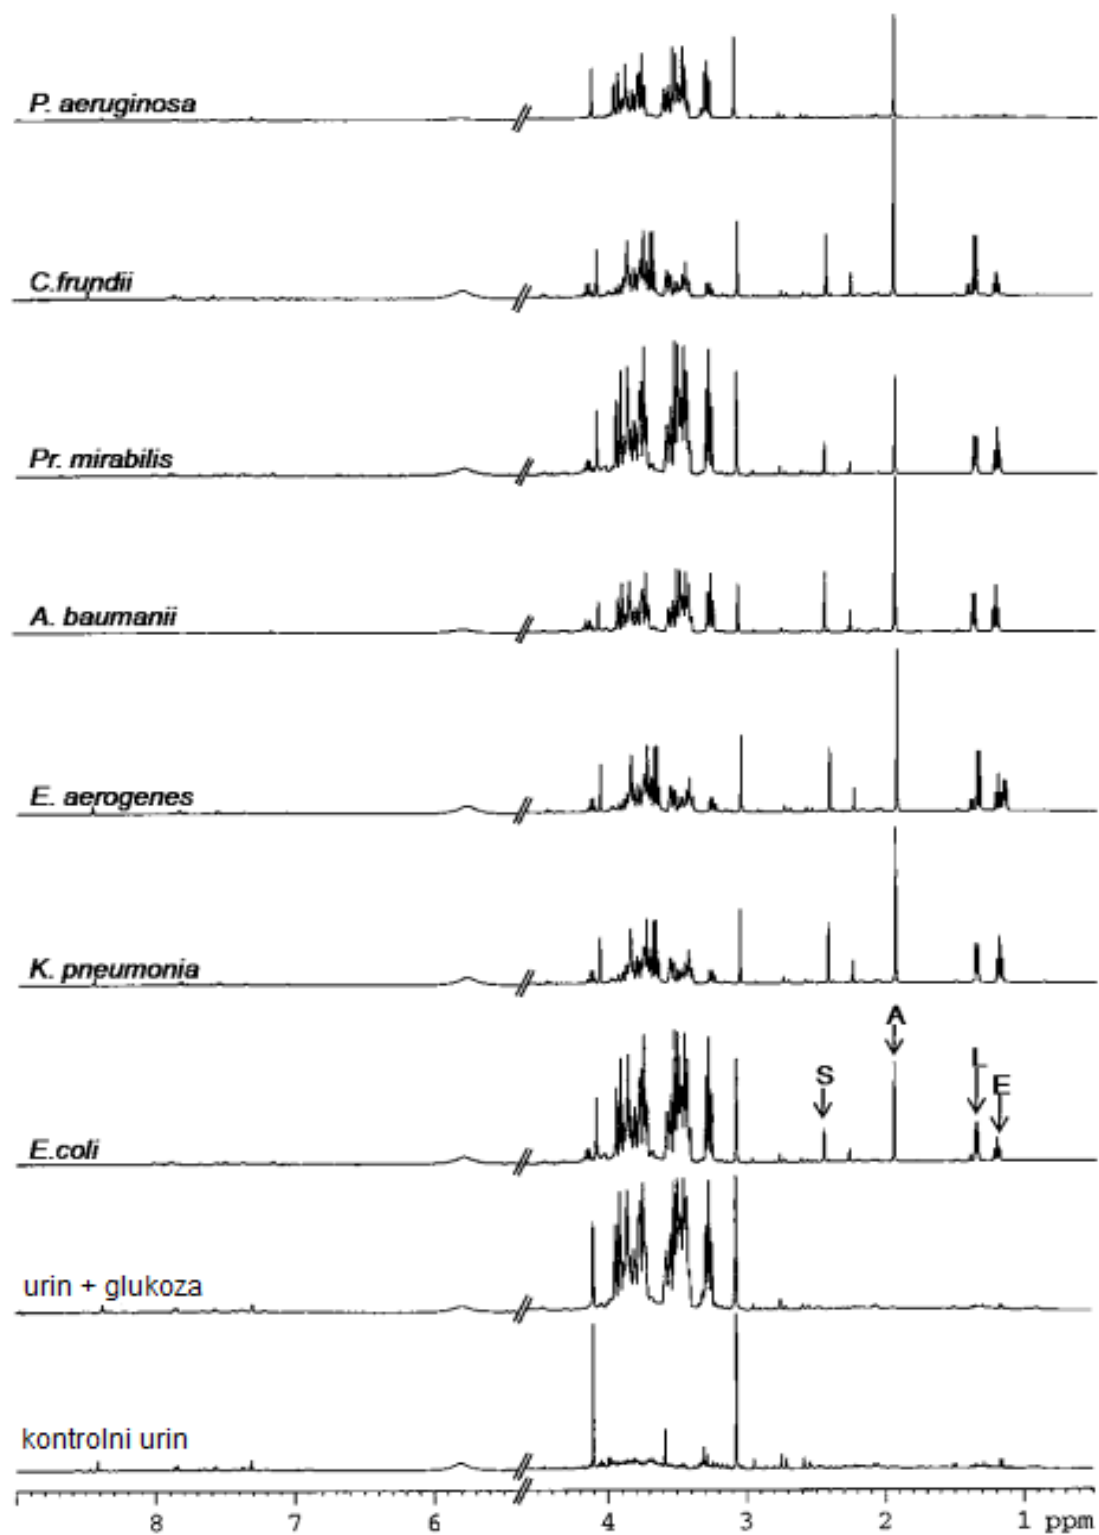 P. aeruginosa
C.frundii
Pr. mirabilis
A. baumanii
E. aerogenes
K. pneumonia
A
S
L
E
E.coli
urin + glukoza
kontrolni urin
8 7 6 4 3 2 1 ppm